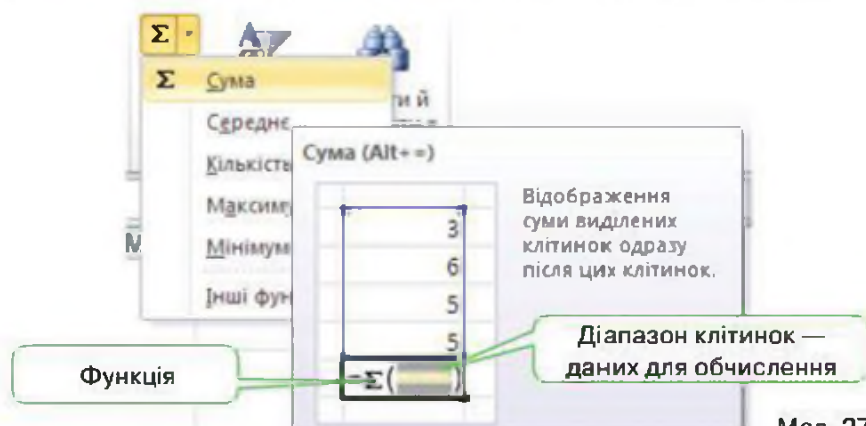 Σ
Σ Сума
Середнє
и й
Кількість
Сума (Alt+=)
Максим
Мінімум
Інші фун
Відображення
суми виділених
клітинок одразу
після цих клітинок.
3
6
5
5
=Σ( )
Функція
Діапазон клітинок —
даних для обчислення